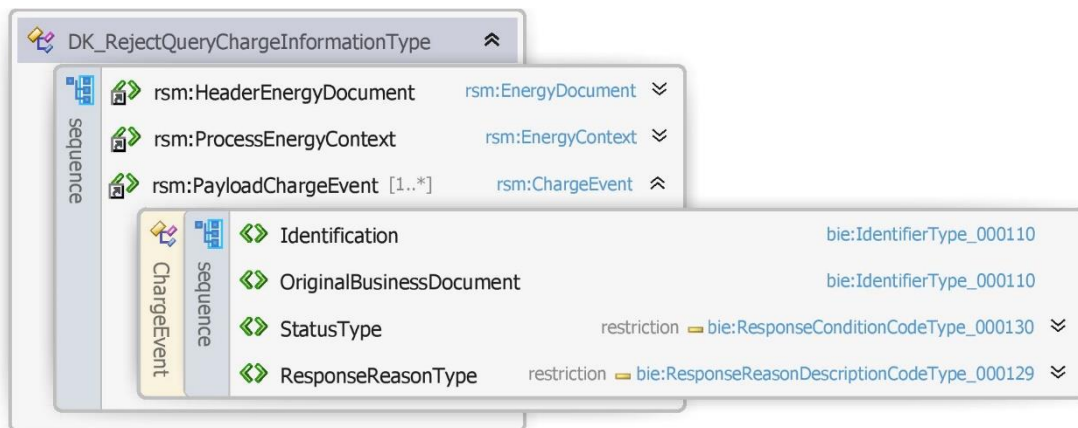 DK_RejectQueryChargeInformationType
sequence
rsm:HeaderEnergyDocument rsm:EnergyDocument
rsm:ProcessEnergyContext rsm:EnergyContext
rsm:PayloadChargeEvent [1..*] rsm:ChargeEvent
ChargeEvent
sequence
Identification bie:IdentifierType_000110
OriginalBusinessDocument bie:IdentifierType_000110
StatusType restriction bie:ResponseConditionCodeType_000130
ResponseReasonType restriction bie:ResponseReasonDescriptionCodeType_000129